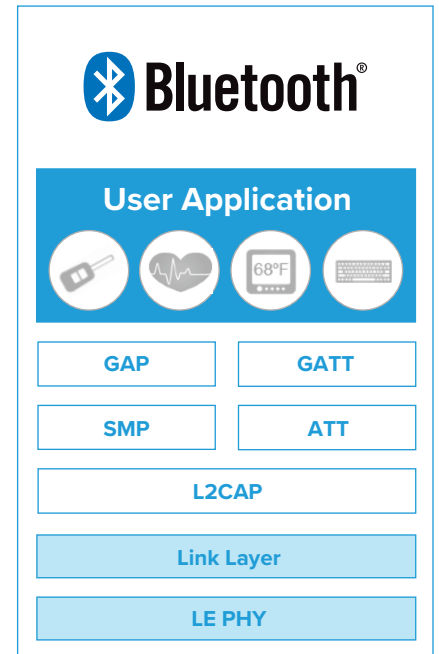 Bluetooth®
User Application
68°F
GAP GATT
SMP ATT
L2CAP
Link Layer
LE PHY